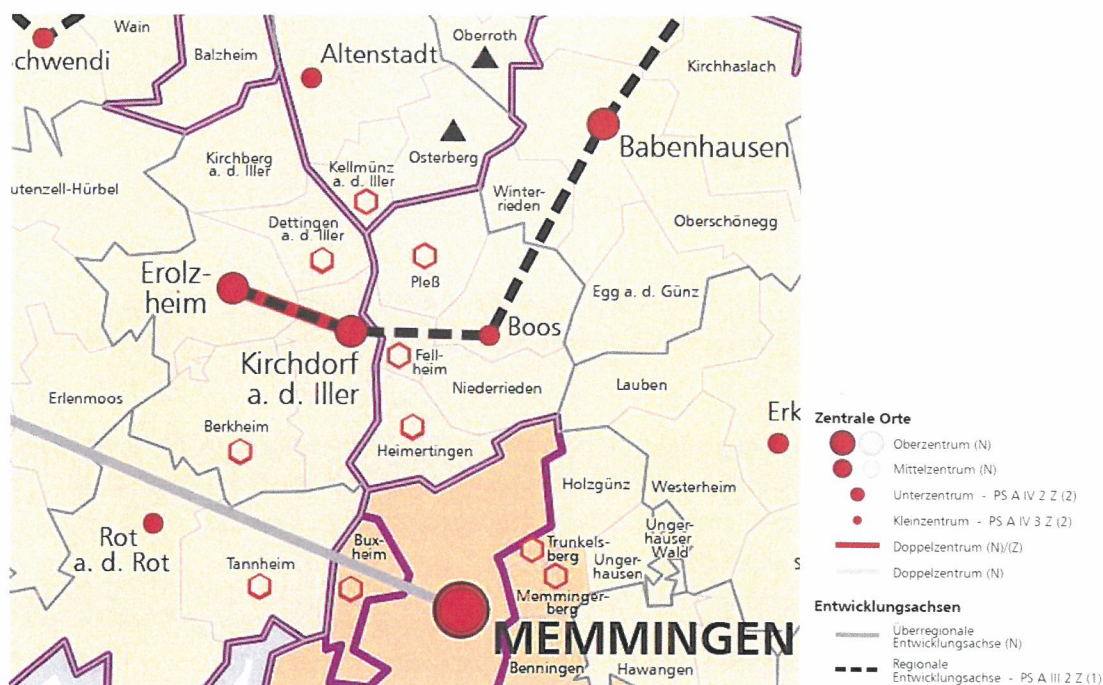 Wain
Oberroth
chwendi
Balzheim
Altenstadt
Kirchhaslach
Babenhausen
Osterberg
Kirchberg
a. d. Iller
Kellmünz
a. d. Iller
utenzell-Hürbel
Winter-
rieden
Oberschönegg
Dettingen
a. d. Iller
Pleß
Erolz-
heim
Egg a. d. Günz
Boos
Kirchdorf
a. d. Iller
Fell-
heim
Niederrieden
Lauben
Erlenmoos
Erk
Berkheim
Heimertingen
Holzgünz
Westerheim
Rot
a. d. Rot
Tannheim
Bux-
heim
Trunkels-
berg
Unger-
hausen
Unger-
hauser
Wald
Memminger-
berg
s
MEMMINGEN
Benningen
Hawangen
Zentrale Orte
Oberzentrum (N)
Mittelzentrum (N)
Unterzentrum - PS A IV 2 Z (2)
Kleinzentrum - PS A IV 3 Z (2)
Doppelzentrum (N)/(Z)
Doppelzentrum (N)
Entwicklungsachsen
Überregionale
Entwicklungsachse (N)
Regionale
Entwicklungsachse - PS A III 2 Z (1)